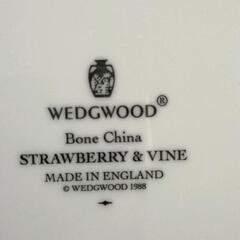 WEDGWOOD®
Bone China
STRAWBERRY & VINE
MADE IN ENGLAND
© WEDGWOOD 1988